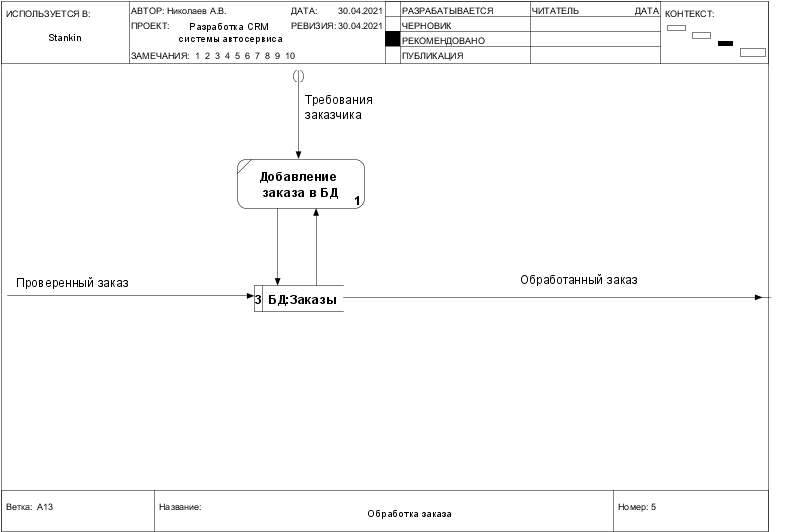 ИСПОЛЬЗУЕТСЯ В:
Stankin
АВТОР: Николаев А.В.
ДАТА: 30.04.2021
ПРОЕКТ: Разработка CRM
системы автосервиса
РЕВИЗИЯ: 30.04.2021
ЗАМЕЧАНИЯ: 1 2 3 4 5 6 7 8 9 10
РАЗРАБАТЫВАЕТСЯ
ЧЕРНОВИК
РЕКОМЕНДОВАНО
ПУБЛИКАЦИЯ
ЧИТАТЕЛЬ ДАТА
КОНТЕКСТ:
Требования
заказчика
Добавление
заказа в БД
1
Проверенный заказ
3 БД:Заказы
Обработанный заказ
Ветка: A13
Название:
Обработка заказа
Номер: 5